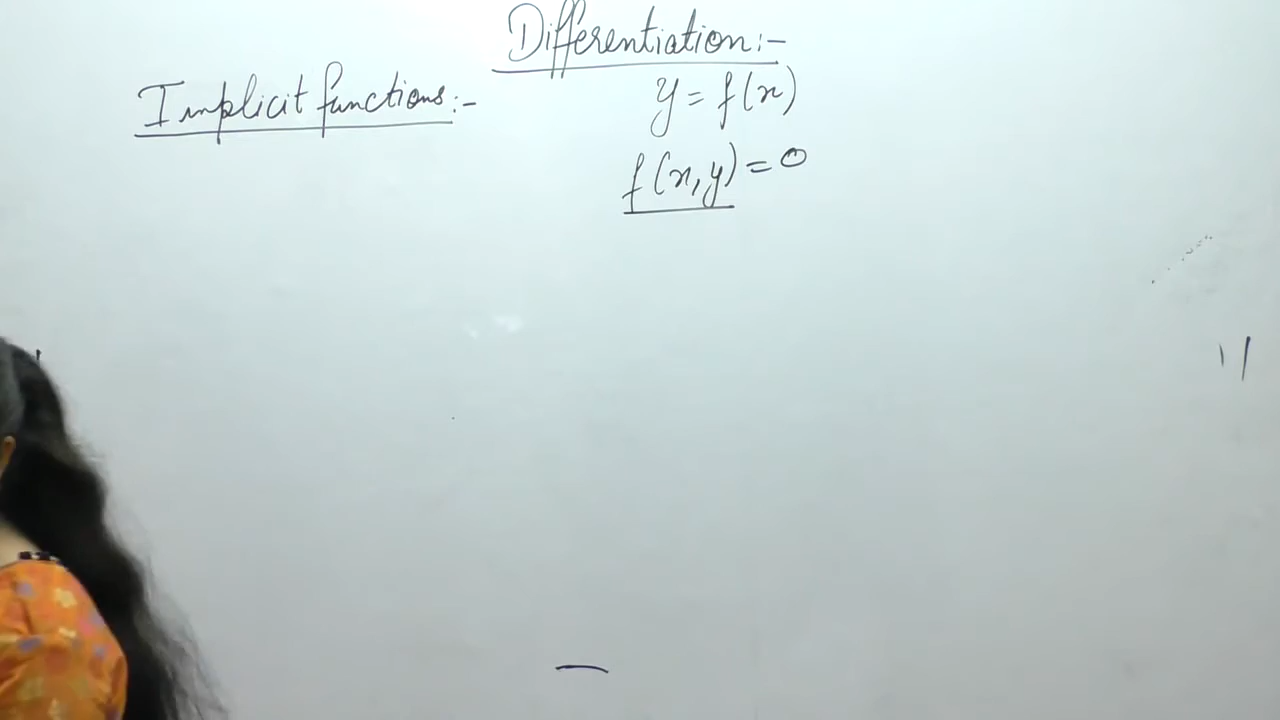 Differentiation:-
Implicit functions:-
y = f(x)
f(x,y) = 0